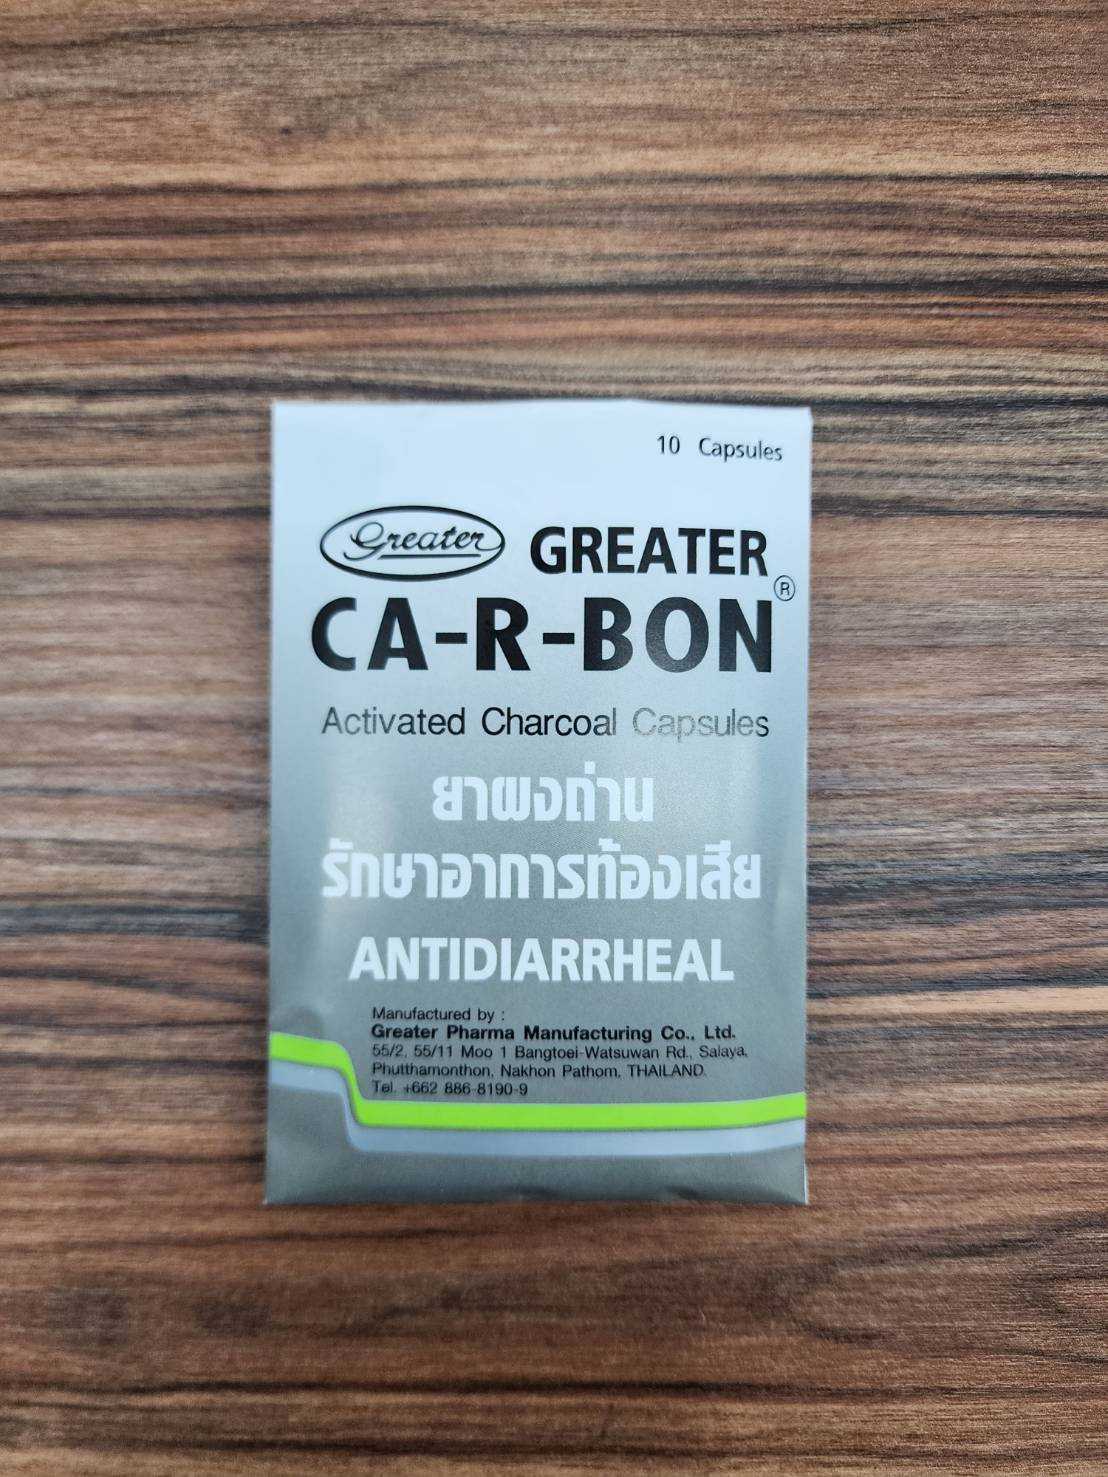 10 Capsules
Greater GREATER
CA-R-BON®
Activated Charcoal Capsules
ยาผงถ่าน
รักษาอาการท้องเสีย
ANTIDIARRHEAL
Manufactured by :
Greater Pharma Manufacturing Co., Ltd.
55/2, 55/11 Moo 1 Bangtoei-Watsuwan Rd., Salaya,
Phutthamonthon, Nakhon Pathom, THAILAND.
Tel. +662 886-8190-9